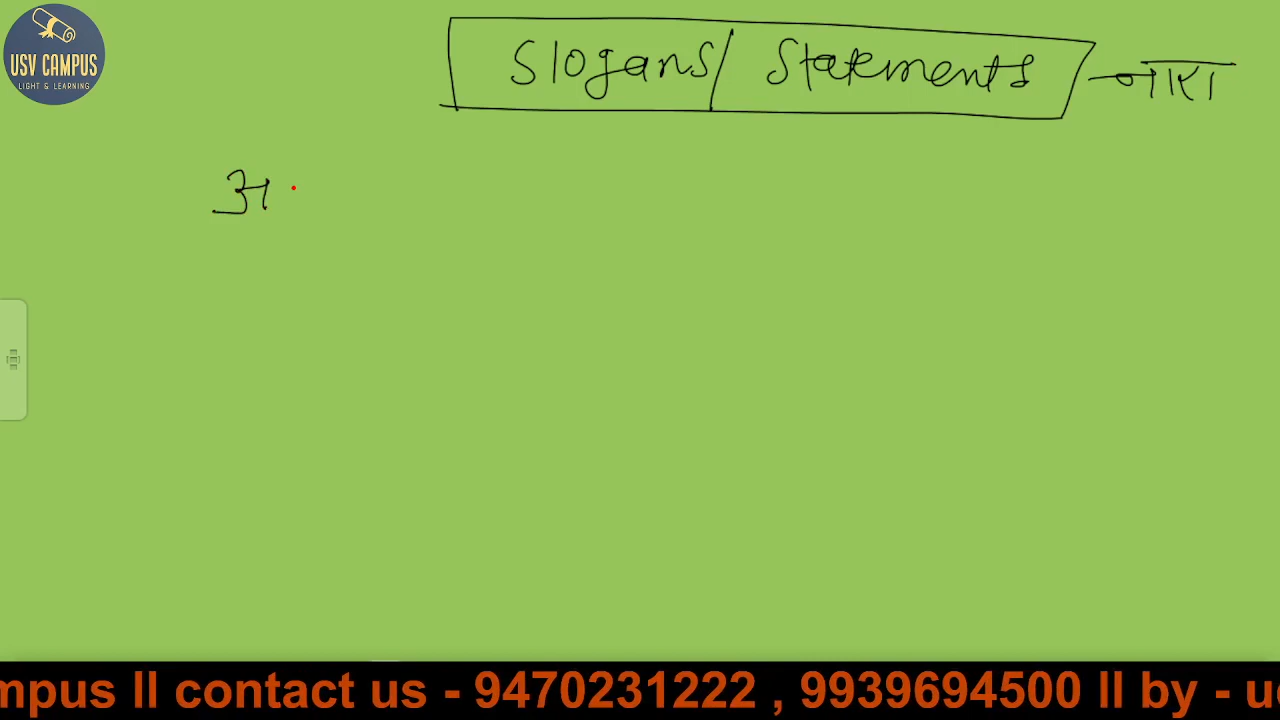 USV CAMPUS
LIGHT & LEARNING
Slogans/ Statements - नारा
अ
mpus ll contact us - 9470231222 , 9939694500 ll by - u